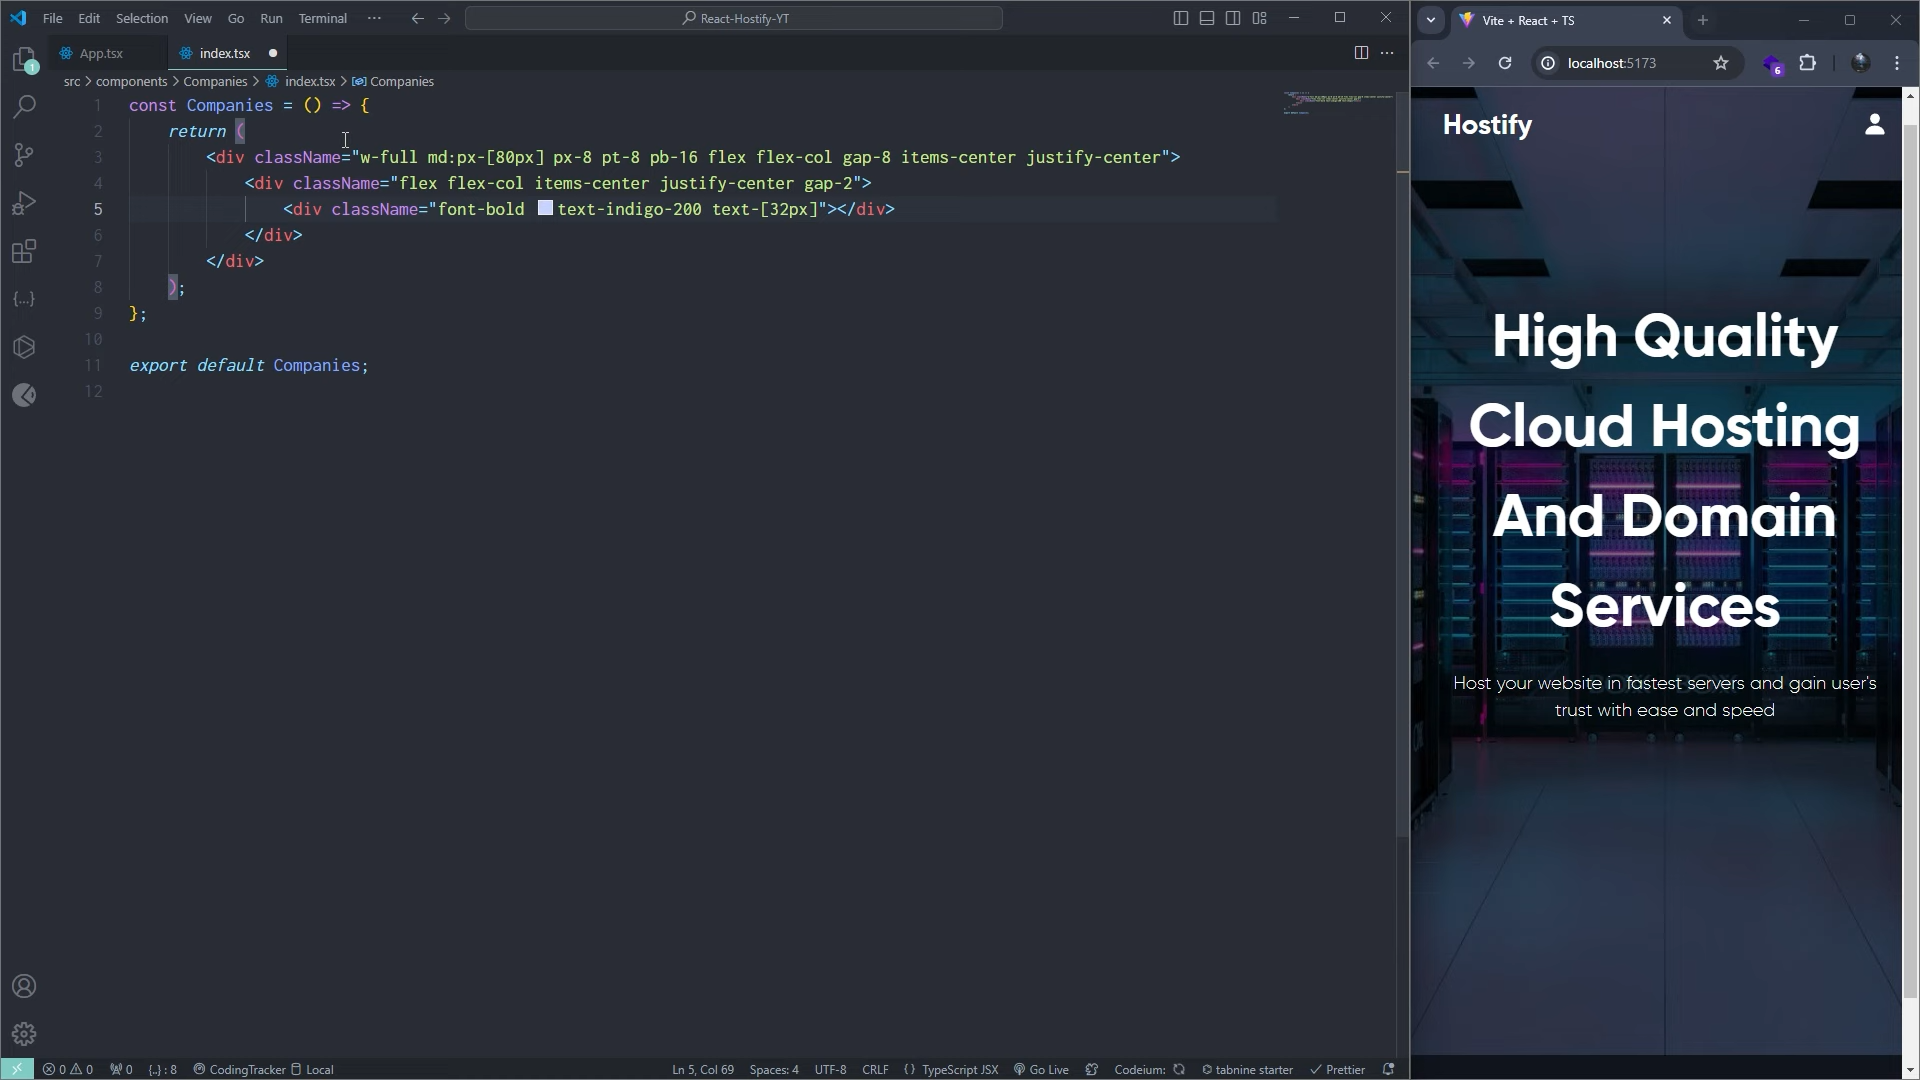 File Edit Selection View Go Run Terminal ··· React-Hostify-YT
App.tsx index.tsx
src > components > Companies > index.tsx > Companies
1 const Companies = () => {
2 return (
3 <div className="w-full md:px-[80px] px-8 pt-8 pb-16 flex flex-col gap-8 items-center justify-center">
4 <div className="flex flex-col items-center justify-center gap-2">
5 <div className="font-bold text-indigo-200 text-[32px]"></div>
6 </div>
7 </div>
8 );
9 };
10
11 export default Companies;
12
1
0 0 0 {..} : 8 CodingTracker Local Ln 5, Col 69 Spaces: 4 UTF-8 CRLF {} TypeScript JSX Go Live Codeium: tabnine starter Prettier
Vite + React + TS
localhost:5173
6
Hostify
High Quality
Cloud Hosting
And Domain
Services
Host your website in fastest servers and gain user's
trust with ease and speed